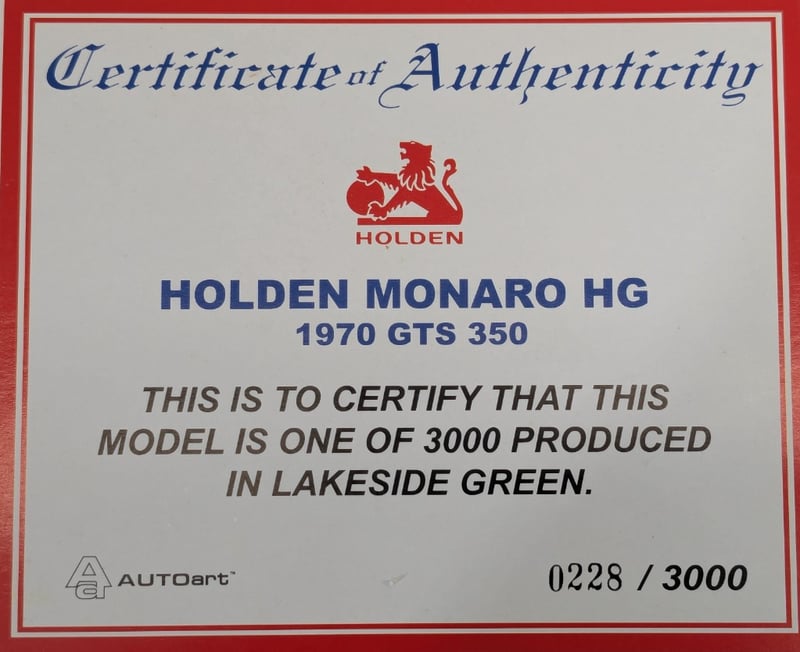 Certificate of Authenticity
HOLDEN
HOLDEN MONARO HG
1970 GTS 350
THIS IS TO CERTIFY THAT THIS
MODEL IS ONE OF 3000 PRODUCED
IN LAKESIDE GREEN.
Aa AUTOart™ 0228 / 3000